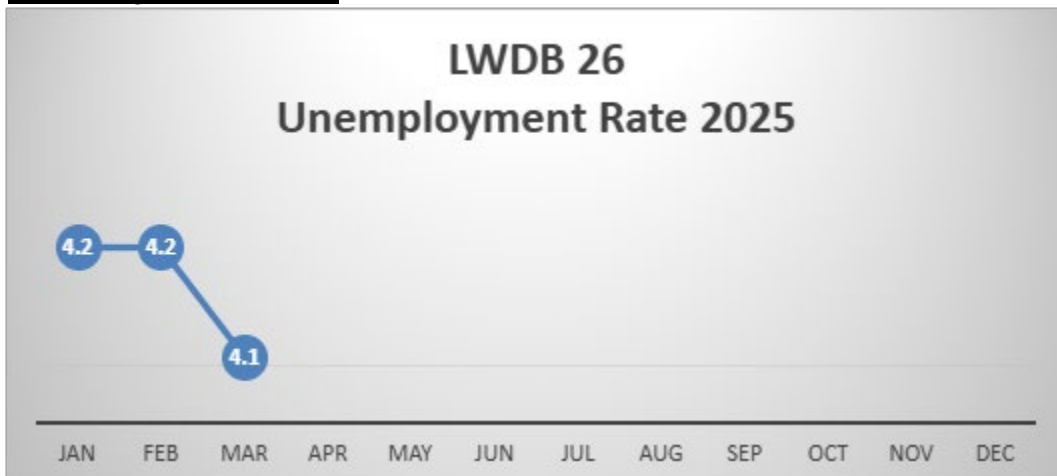 LWDB 26
Unemployment Rate 2025
4.2 4.2
4.1
JAN FEB MAR APR MAY JUN JUL AUG SEP OCT NOV DEC